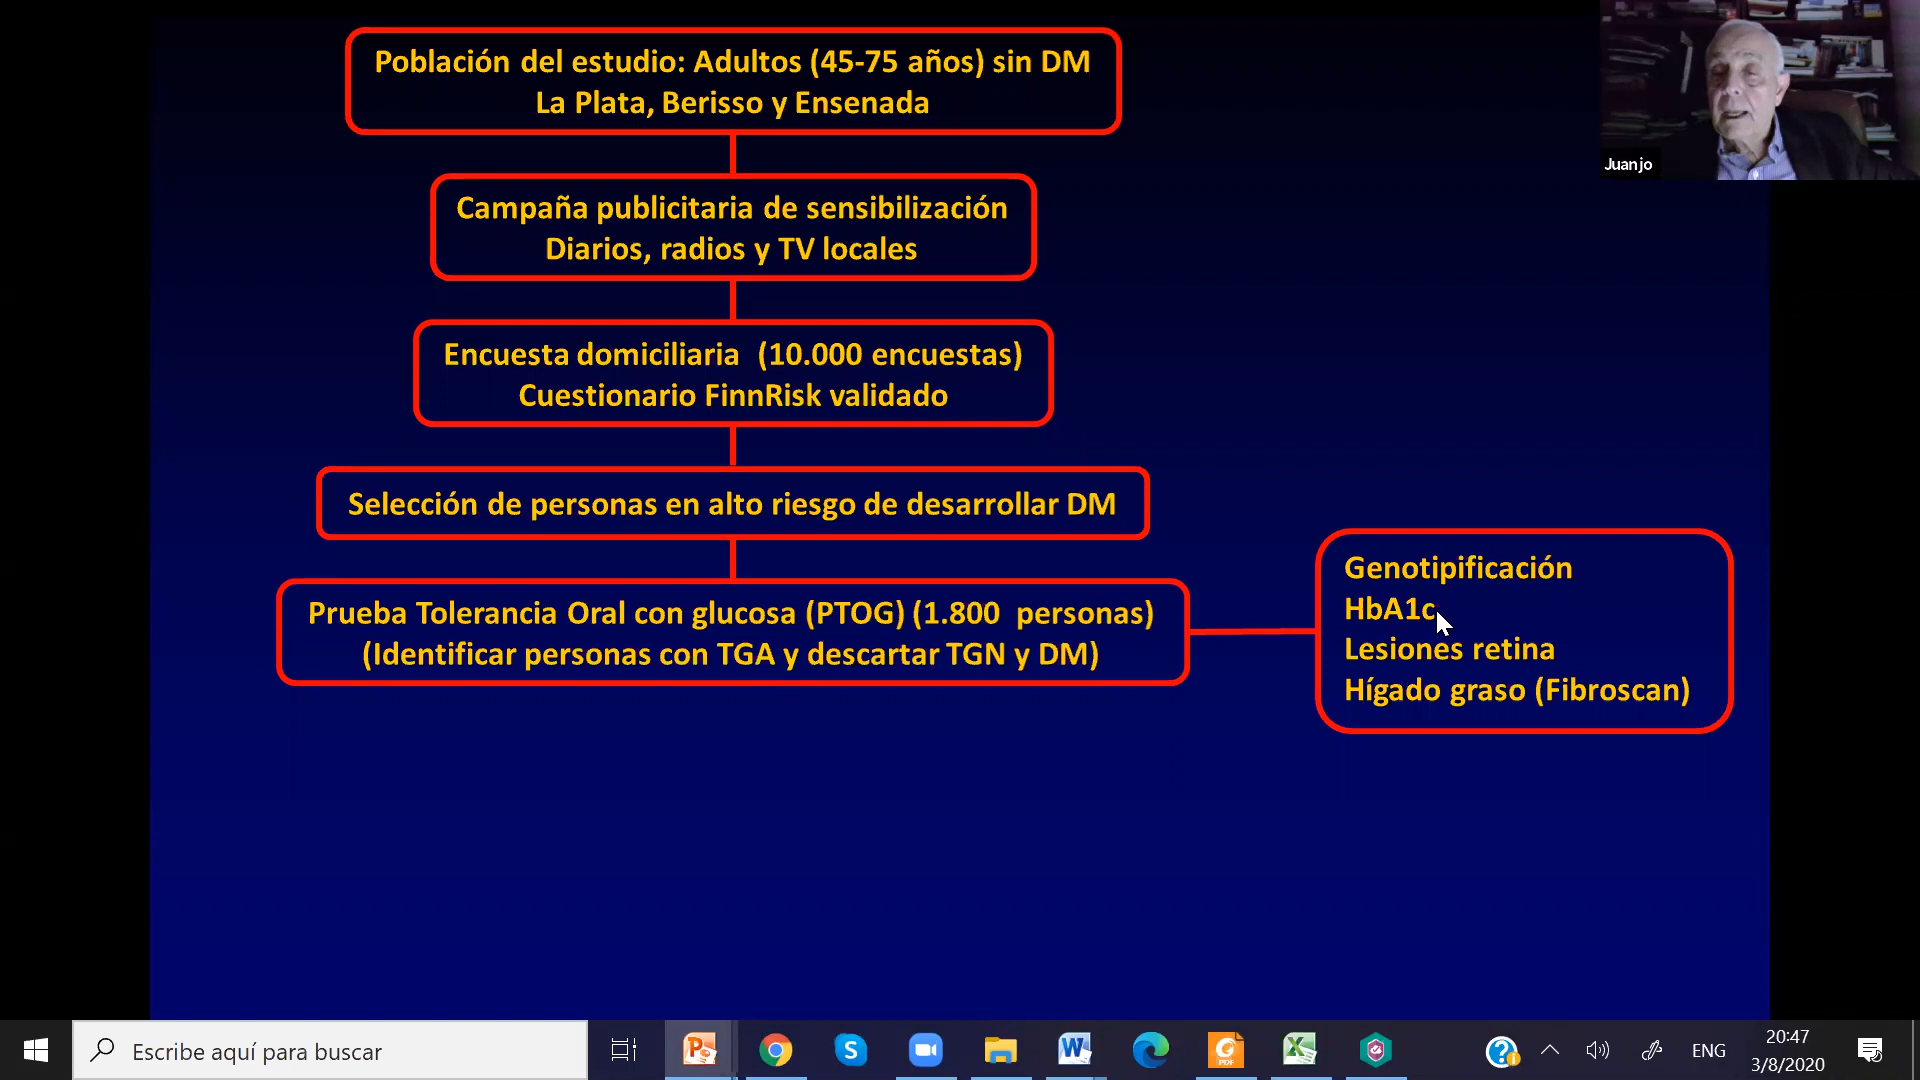 Población del estudio: Adultos (45-75 años) sin DM
La Plata, Berisso y Ensenada
Campaña publicitaria de sensibilización
Diarios, radios y TV locales
Encuesta domiciliaria (10.000 encuestas)
Cuestionario FinnRisk validado
Selección de personas en alto riesgo de desarrollar DM
Prueba Tolerancia Oral con glucosa (PTOG) (1.800 personas)
(Identificar personas con TGA y descartar TGN y DM)
Genotipificación
HbA1c
Lesiones retina
Hígado graso (Fibroscan)
Juanjo
Escribe aquí para buscar
ENG
20:47
3/8/2020